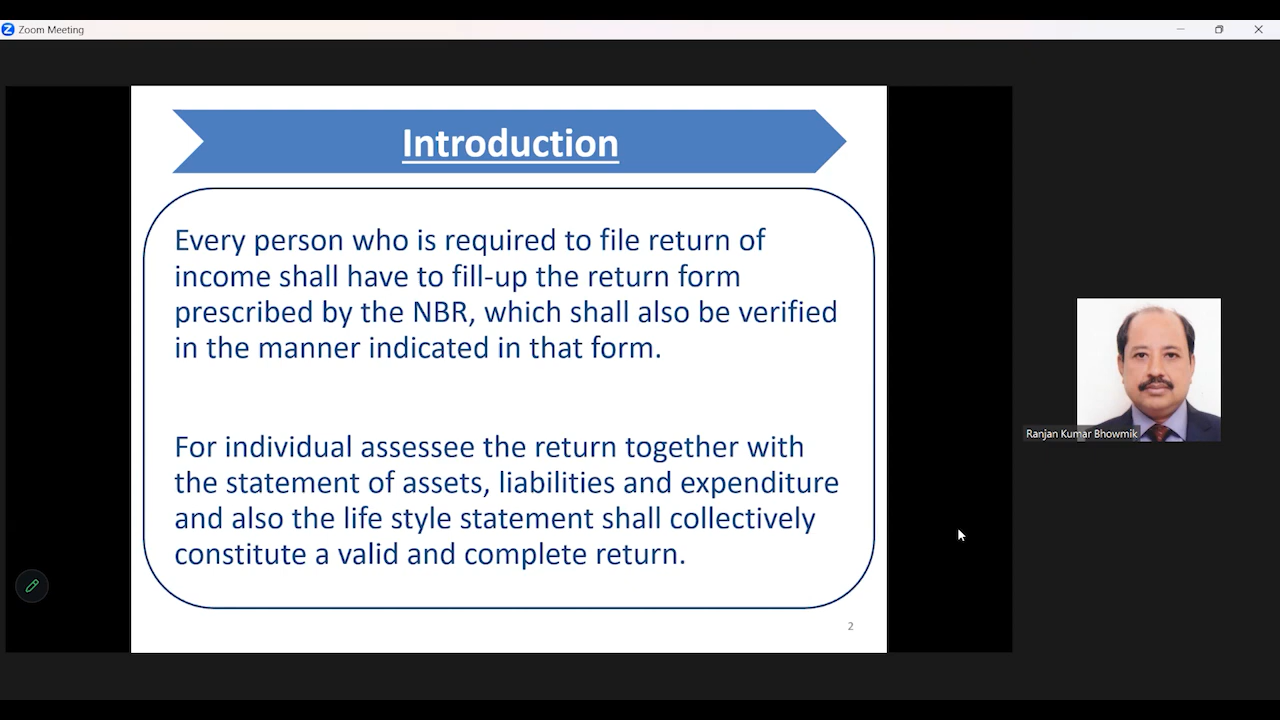 Zoom Meeting
Introduction
Every person who is required to file return of
income shall have to fill-up the return form
prescribed by the NBR, which shall also be verified
in the manner indicated in that form.
For individual assessee the return together with
the statement of assets, liabilities and expenditure
and also the life style statement shall collectively
constitute a valid and complete return.
2
Ranjan Kumar Bhowmik